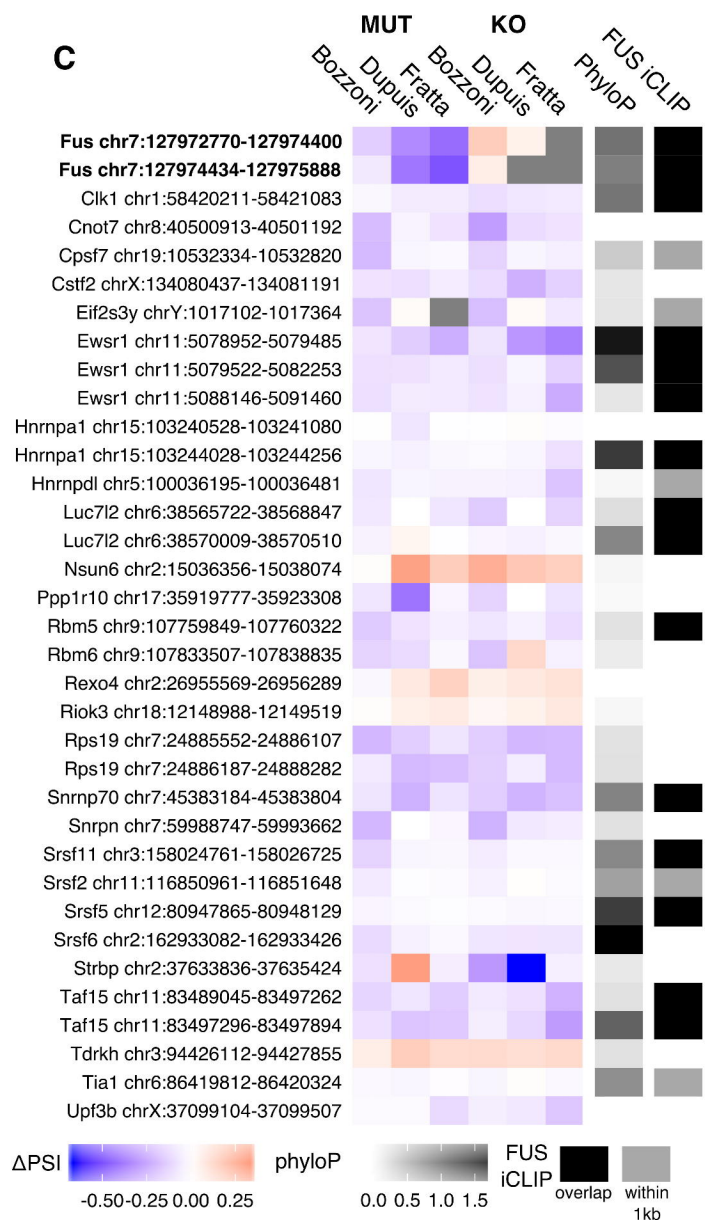 C
MUT KO
Bozzoni Dupuis Fratta Bozzoni Dupuis Fratta PhyloP FUS iCLIP
Fus chr7:127972770-127974400
Fus chr7:127974434-127975888
Clk1 chr1:58420211-58421083
Cnot7 chr8:40500913-40501192
Cpsf7 chr19:10532334-10532820
Cstf2 chrX:134080437-134081191
Eif2s3y chrY:1017102-1017364
Ewsr1 chr11:5078952-5079485
Ewsr1 chr11:5079522-5082253
Ewsr1 chr11:5088146-5091460
Hnrnpa1 chr15:103240528-103241080
Hnrnpa1 chr15:103244028-103244256
Hnrnpdl chr5:100036195-100036481
Luc7l2 chr6:38565722-38568847
Luc7l2 chr6:38570009-38570510
Nsun6 chr2:15036356-15038074
Ppp1r10 chr17:35919777-35923308
Rbm5 chr9:107759849-107760322
Rbm6 chr9:107833507-107838835
Rexo4 chr2:26955569-26956289
Riok3 chr18:12148988-12149519
Rps19 chr7:24885552-24886107
Rps19 chr7:24886187-24888282
Snrnp70 chr7:45383184-45383804
Snrpn chr7:59988747-59993662
Srsf11 chr3:158024761-158026725
Srsf2 chr11:116850961-116851648
Srsf5 chr12:80947865-80948129
Srsf6 chr2:162933082-162933426
Strbp chr2:37633836-37635424
Taf15 chr11:83489045-83497262
Taf15 chr11:83497296-83497894
Tdrkh chr3:94426112-94427855
Tia1 chr6:86419812-86420324
Upf3b chrX:37099104-37099507
ΔPSI
-0.50 -0.25 0.00 0.25
phyloP
0.0 0.5 1.0 1.5
FUS
iCLIP
overlap
within
1kb